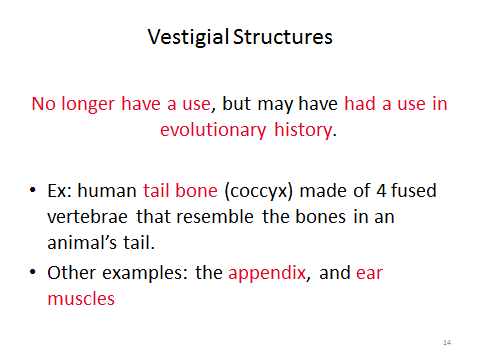 Vestigial Structures
No longer have a use, but may have had a use in
evolutionary history.
• Ex: human tail bone (coccyx) made of 4 fused
vertebrae that resemble the bones in an
animal’s tail.
• Other examples: the appendix, and ear
muscles
14